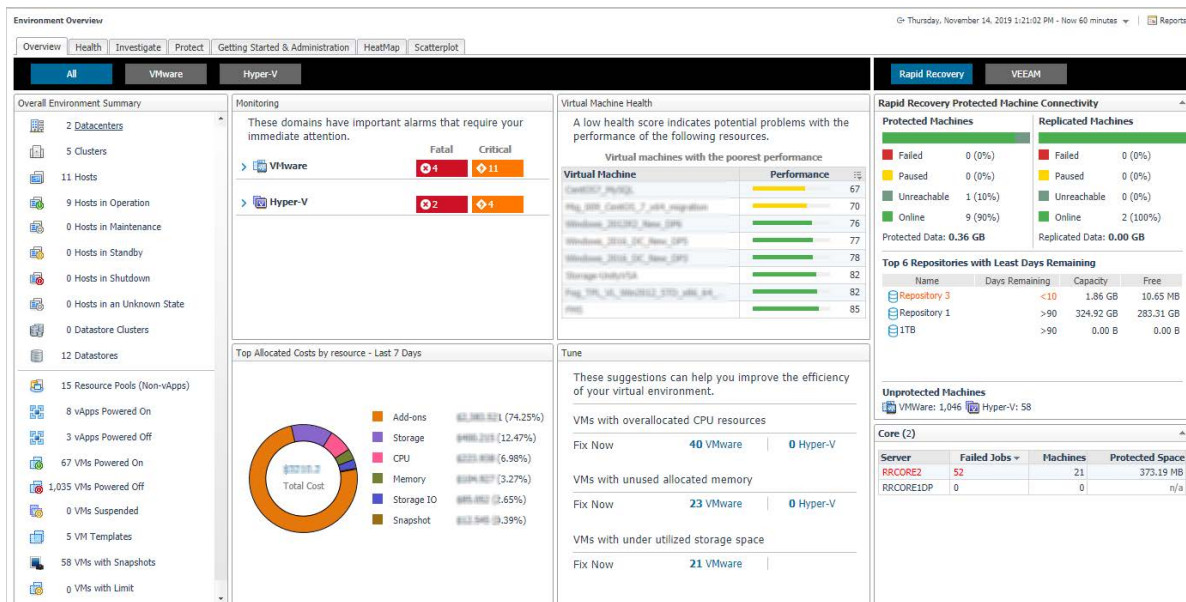 Environment Overview
Thursday, November 14, 2019 1:21:02 PM - Now 60 minutes
Reports
Overview Health Investigate Protect Getting Started & Administration HeatMap Scatterplot
All VMware Hyper-V
Rapid Recovery VEEAM
Overall Environment Summary
2 Datacenters
5 Clusters
11 Hosts
9 Hosts in Operation
0 Hosts in Maintenance
0 Hosts in Standby
0 Hosts in Shutdown
0 Hosts in an Unknown State
0 Datastore Clusters
12 Datastores
15 Resource Pools (Non-vApps)
8 vApps Powered On
3 vApps Powered Off
67 VMs Powered On
1,035 VMs Powered Off
0 VMs Suspended
5 VM Templates
58 VMs with Snapshots
0 VMs with Limit
Monitoring
These domains have important alarms that require your
immediate attention.
Fatal Critical
VMware 4 11
Hyper-V 2 4
Top Allocated Costs by resource - Last 7 Days
Total Cost
Add-ons (74.25%)
Storage (12.47%)
CPU (6.98%)
Memory (3.27%)
Storage IO (2.65%)
Snapshot
Virtual Machine Health
A low health score indicates potential problems with the
performance of the following resources.
Virtual machines with the poorest performance
Virtual Machine Performance
67
70
76
77
78
82
82
85
Tune
These suggestions can help you improve the efficiency
of your virtual environment.
VMs with overallocated CPU resources
Fix Now 40 VMware 0 Hyper-V
VMs with unused allocated memory
Fix Now 23 VMware 0 Hyper-V
VMs with under utilized storage space
Fix Now 21 VMware
Rapid Recovery Protected Machine Connectivity
Protected Machines
Failed 0 (0%)
Paused 0 (0%)
Unreachable 1 (10%)
Online 9 (90%)
Protected Data: 0.36 GB
Replicated Machines
Failed 0 (0%)
Paused 0 (0%)
Unreachable 0 (0%)
Online 2 (100%)
Replicated Data: 0.00 GB
Top 6 Repositories with Least Days Remaining
Name Days Remaining Capacity Free
Repository 3 <10 1.86 GB 10.65 MB
Repository 1 >90 324.92 GB 283.31 GB
1TB >90 0.00 B 0.00 B
Unprotected Machines
VMWare: 1,046 Hyper-V: 58
Core (2)
Server Failed Jobs Machines Protected Space
RRCORE2 52 21 373.19 MB
RRCORE1DP 0 0 n/a